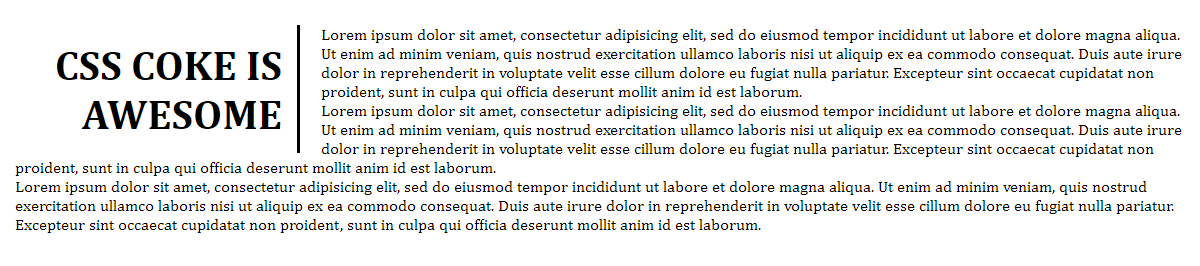 CSS COKE IS
AWESOME
Lorem ipsum dolor sit amet, consectetur adipisicing elit, sed do eiusmod tempor incididunt ut labore et dolore magna aliqua.
Ut enim ad minim veniam, quis nostrud exercitation ullamco laboris nisi ut aliquip ex ea commodo consequat. Duis aute irure
dolor in reprehenderit in voluptate velit esse cillum dolore eu fugiat nulla pariatur. Excepteur sint occaecat cupidatat non
proident, sunt in culpa qui officia deserunt mollit anim id est laborum.
Lorem ipsum dolor sit amet, consectetur adipisicing elit, sed do eiusmod tempor incididunt ut labore et dolore magna aliqua.
Ut enim ad minim veniam, quis nostrud exercitation ullamco laboris nisi ut aliquip ex ea commodo consequat. Duis aute irure
dolor in reprehenderit in voluptate velit esse cillum dolore eu fugiat nulla pariatur. Excepteur sint occaecat cupidatat non
proident, sunt in culpa qui officia deserunt mollit anim id est laborum.
Lorem ipsum dolor sit amet, consectetur adipisicing elit, sed do eiusmod tempor incididunt ut labore et dolore magna aliqua. Ut enim ad minim veniam, quis nostrud
exercitation ullamco laboris nisi ut aliquip ex ea commodo consequat. Duis aute irure dolor in reprehenderit in voluptate velit esse cillum dolore eu fugiat nulla pariatur.
Excepteur sint occaecat cupidatat non proident, sunt in culpa qui officia deserunt mollit anim id est laborum.